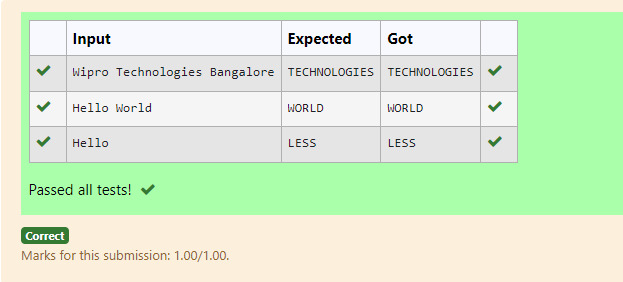 Input Expected Got
Wipro Technologies Bangalore TECHNOLOGIES TECHNOLOGIES
Hello World WORLD WORLD
Hello LESS LESS
Passed all tests!
Correct
Marks for this submission: 1.00/1.00.